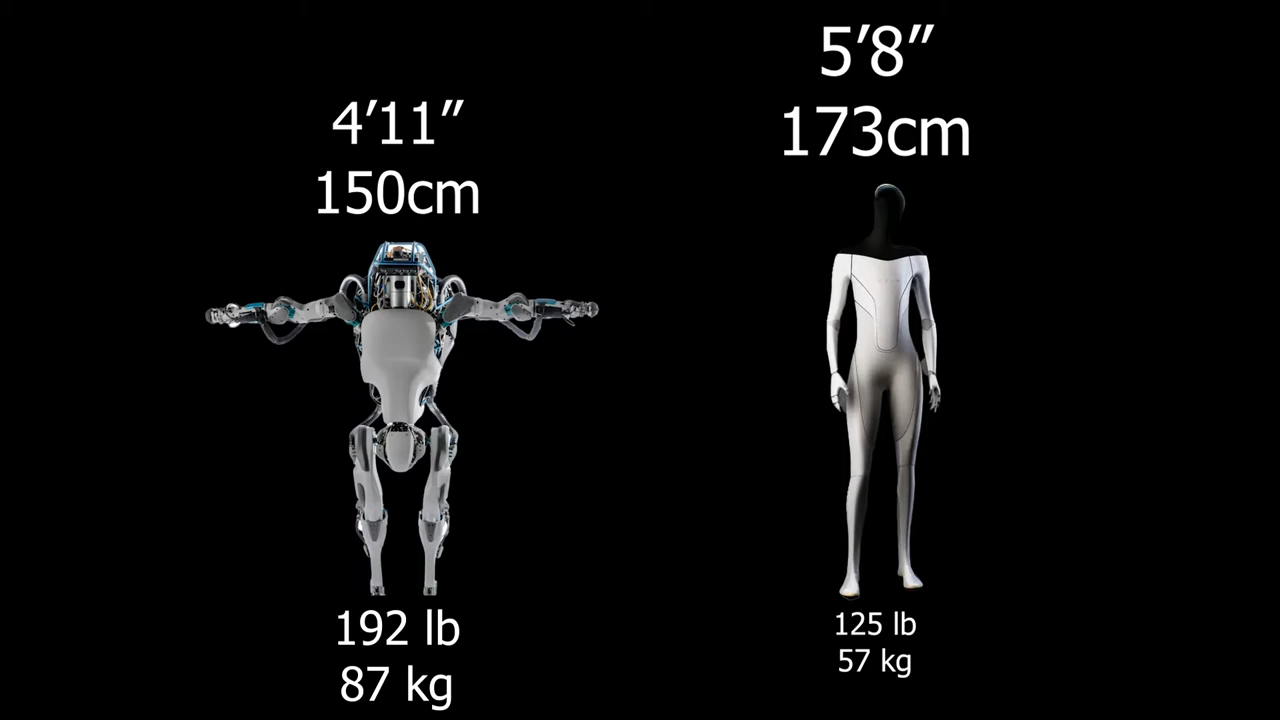 4′11″
150cm
192 lb
87 kg
5′8″
173cm
125 lb
57 kg